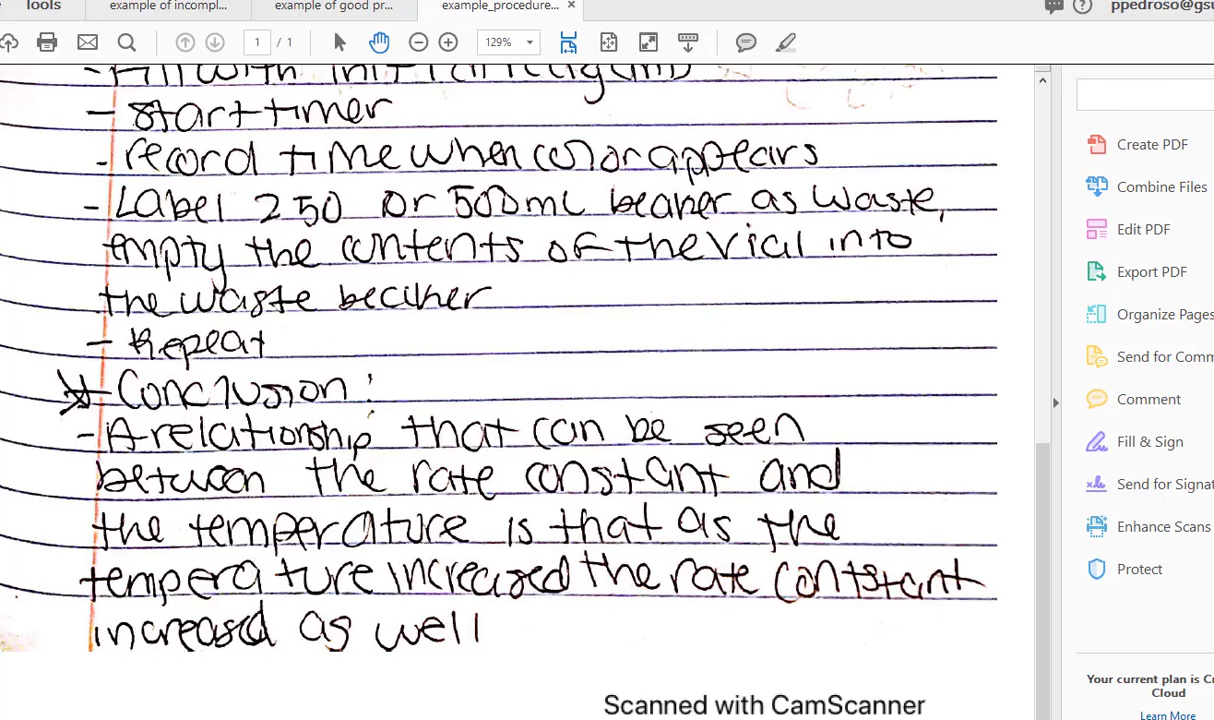 Tools
example of incompl...
example of good pr...
example_procedure... ×
ppedroso@gsu
1 / 1
129%
- Fill with
- start timer
- record time when color appears
- Label 250 or 500mL beaker as waste,
empty the contents of the vial into
the waste beaker
- Repeat
Conclusion:
- A relationship that can be seen
between the rate constant and
the temperature is that as the
temperature increased the rate contstant
increased as well
Scanned with CamScanner
Create PDF
Combine Files
Edit PDF
Export PDF
Organize Pages
Send for Comm
Comment
Fill & Sign
Send for Signat
Enhance Scans
Protect
Your current plan is Cr
Cloud
Learn More